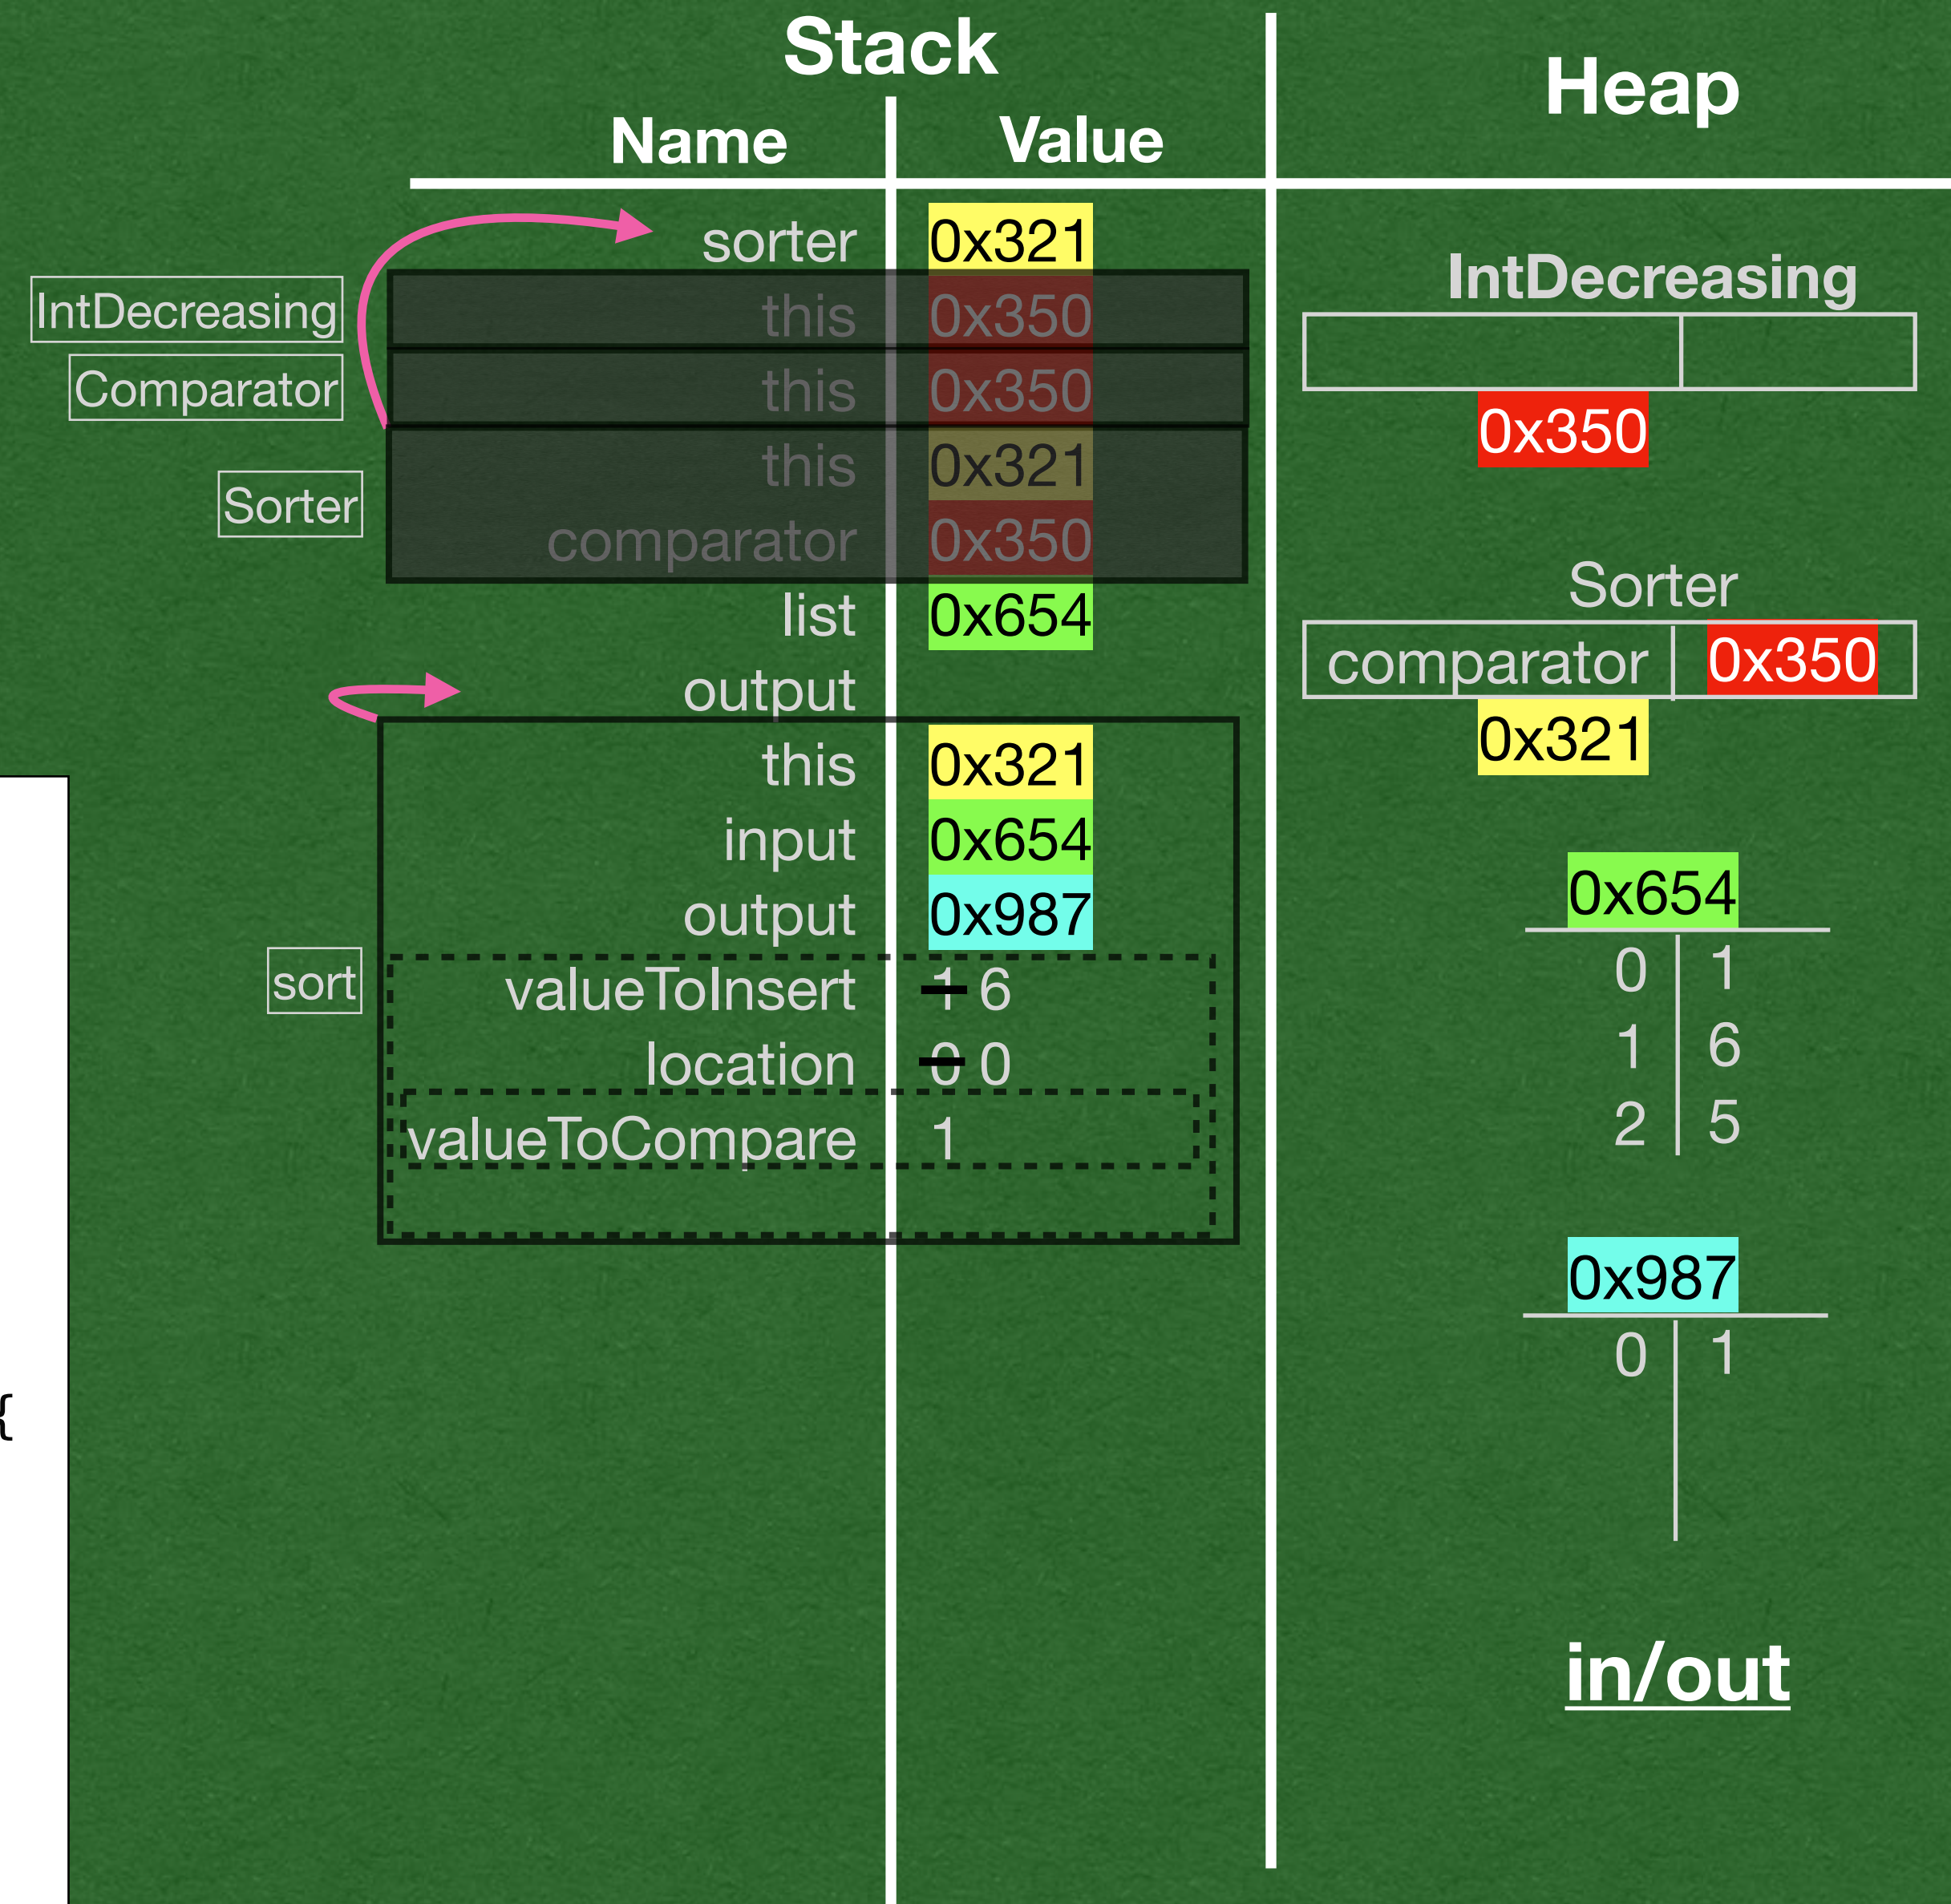 Stack
Heap
Name Value
sorter 0x321
IntDecreasing this 0x350
Comparator this 0x350
Sorter this 0x321
comparator 0x350
list 0x654
output
this 0x321
input 0x654
output 0x987
sort valueToInsert 1 6
location 0 0
valueToCompare 1
{
IntDecreasing
0x350
Sorter
comparator 0x350
0x321
0x654
0 1
1 6
2 5
0x987
0 1
in/out